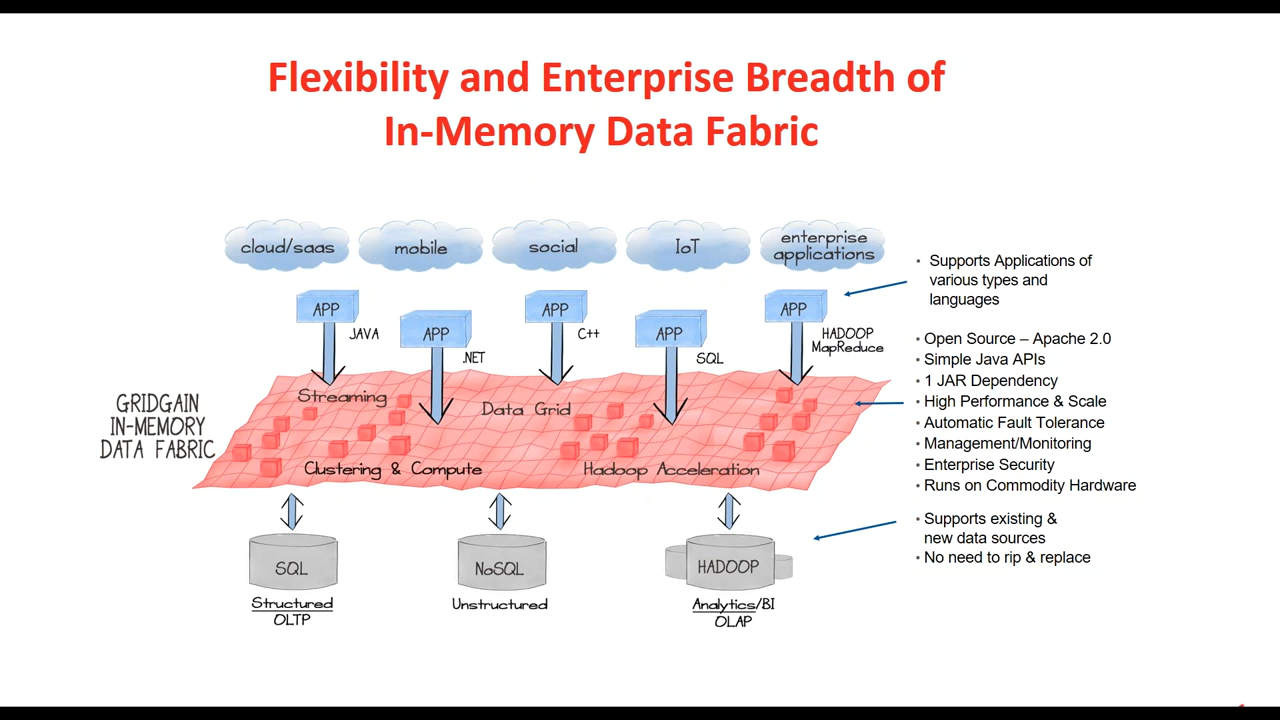 Flexibility and Enterprise Breadth of
In-Memory Data Fabric
cloud/saas
mobile
social
IoT
enterprise
applications
APP
JAVA
APP
.NET
APP
C++
APP
SQL
APP
HADOOP
MapReduce
GRIDGAIN
IN-MEMORY
DATA FABRIC
Streaming
Data Grid
Clustering & Compute
Hadoop Acceleration
SQL
Structured
OLTP
NoSQL
Unstructured
HADOOP
Analytics/BI
OLAP
• Supports Applications of
various types and
languages
• Open Source – Apache 2.0
• Simple Java APIs
• 1 JAR Dependency
• High Performance & Scale
• Automatic Fault Tolerance
• Management/Monitoring
• Enterprise Security
• Runs on Commodity Hardware
• Supports existing &
new data sources
• No need to rip & replace